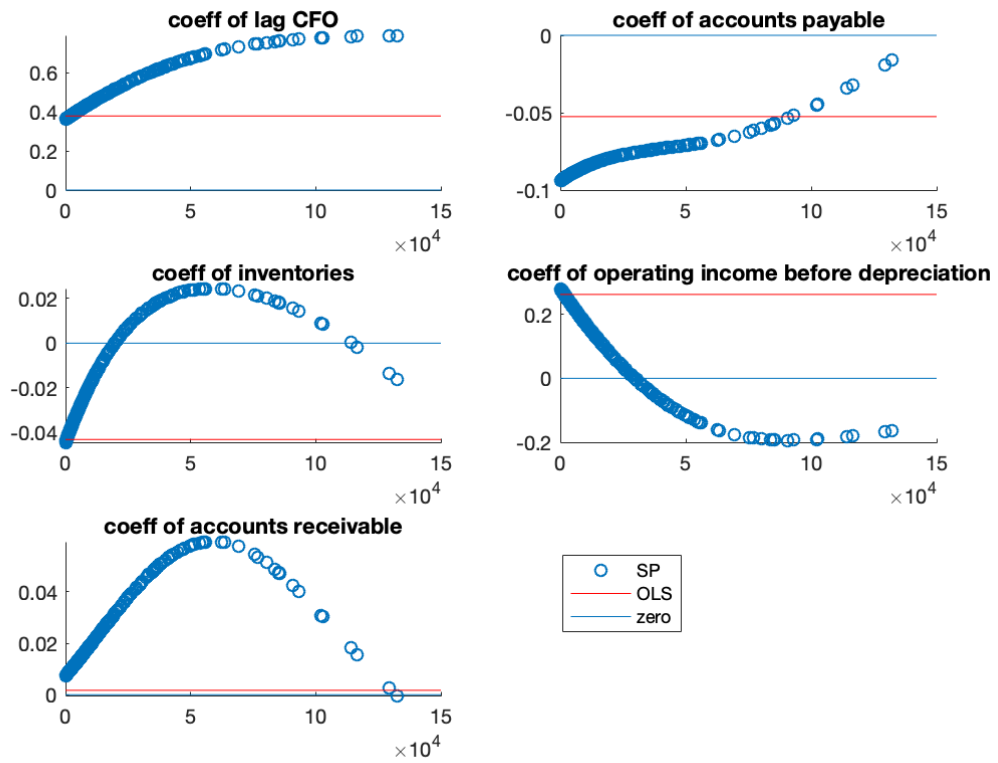 coeff of lag CFO
0.6
0.4
0.2
0
0 5 10 15
×10^4
coeff of accounts payable
0
-0.05
-0.1
0 5 10 15
×10^4
coeff of inventories
0.02
0
-0.02
-0.04
0 5 10 15
×10^4
coeff of operating income before depreciation
0.2
0
-0.2
0 5 10 15
×10^4
coeff of accounts receivable
0.04
0.02
0
0 5 10 15
×10^4
SP
OLS
zero